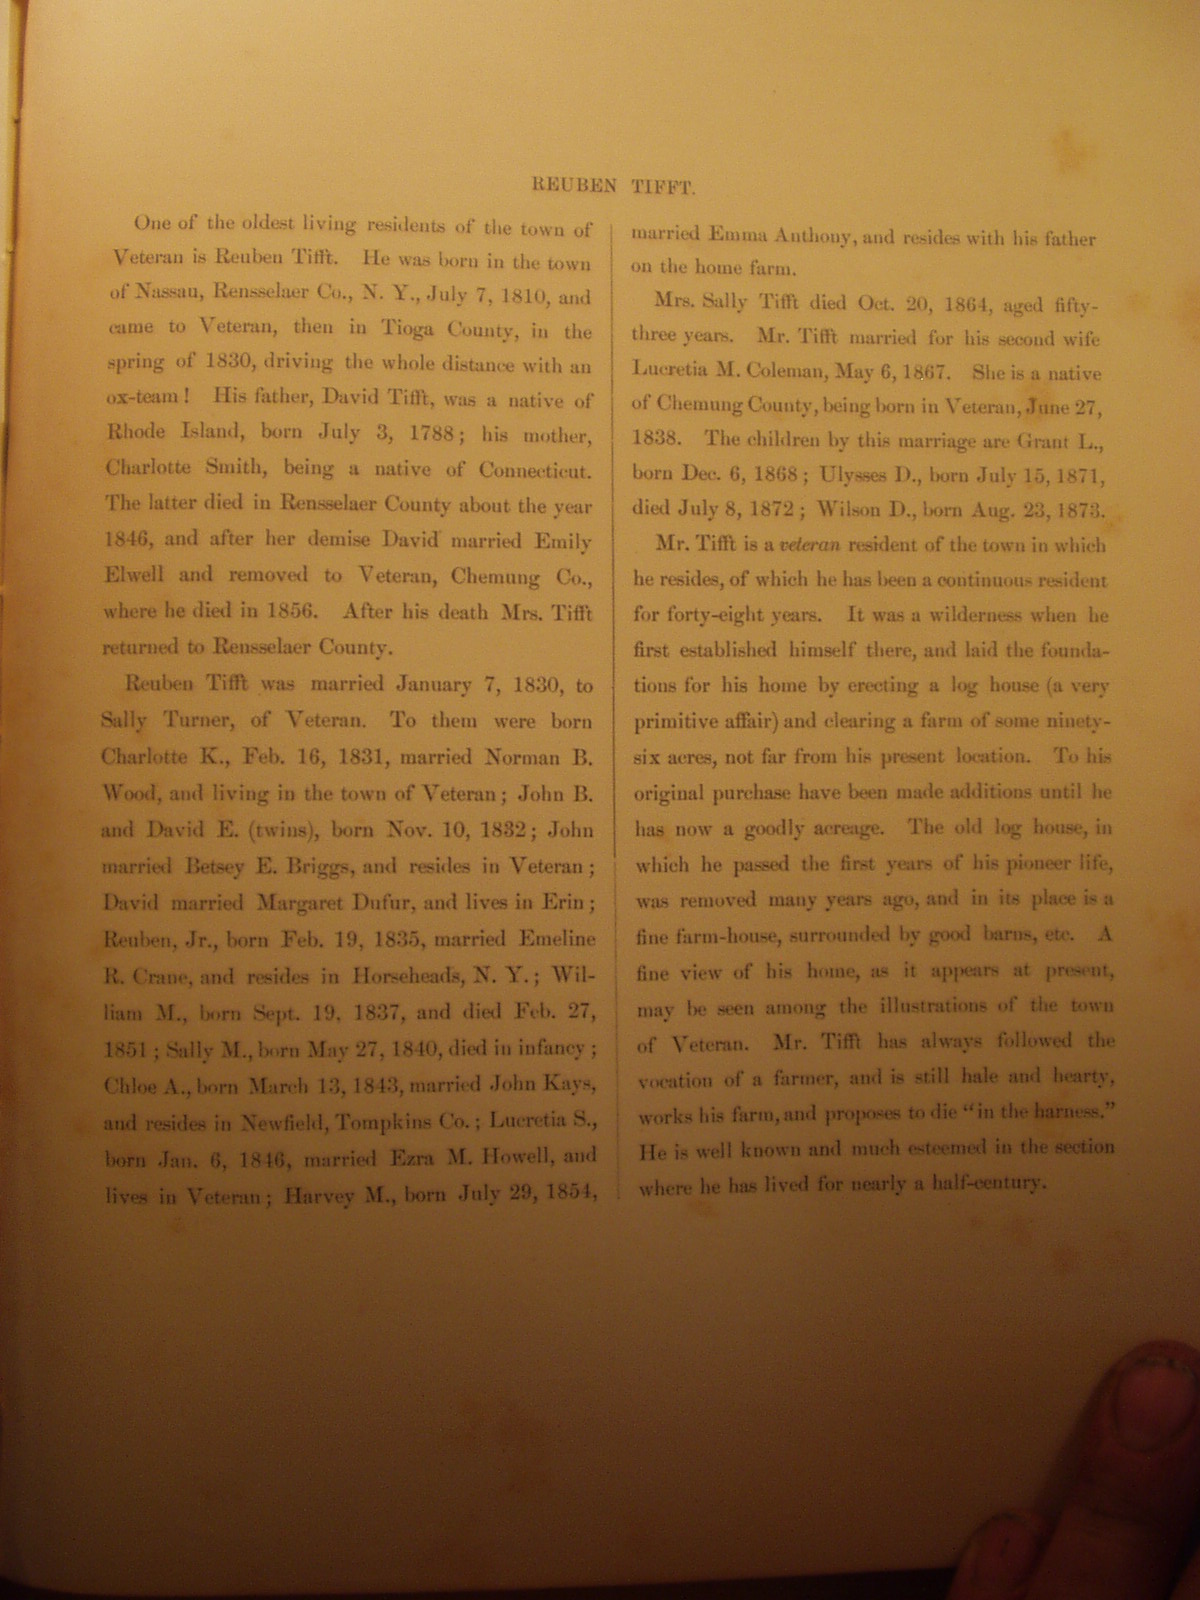 REUBEN TIFFT.
One of the oldest living residents of the town of
Veteran is Reuben Tifft. He was born in the town
of Nassau, Rensselaer Co., N. Y., July 7, 1810, and
came to Veteran, then in Tioga County, in the
spring of 1830, driving the whole distance with an
ox-team! His father, David Tifft, was a native of
Rhode Island, born July 3, 1788; his mother,
Charlotte Smith, being a native of Connecticut.
The latter died in Rensselaer County about the year
1846, and after her demise David married Emily
Elwell and removed to Veteran, Chemung Co.,
where he died in 1856. After his death Mrs. Tifft
returned to Rensselaer County.
Reuben Tifft was married January 7, 1830, to
Sally Turner, of Veteran. To them were born
Charlotte K., Feb. 16, 1831, married Norman B.
Wood, and living in the town of Veteran; John B.
and David E. (twins), born Nov. 10, 1832; John
married Betsey E. Briggs, and resides in Veteran;
David married Margaret Dufur, and lives in Erin;
Reuben, Jr., born Feb. 19, 1835, married Emeline
R. Crane, and resides in Horseheads, N. Y.; Wil-
liam M., born Sept. 19, 1837, and died Feb. 27,
1851; Sally M., born May 27, 1840, died in infancy;
Chloe A., born March 13, 1843, married John Kays,
and resides in Newfield, Tompkins Co.; Lucretia S.,
born Jan. 6, 1846, married Ezra M. Howell, and
lives in Veteran; Harvey M., born July 29, 1854,
married Emma Anthony, and resides with his father
on the home farm.
Mrs. Sally Tifft died Oct. 20, 1864, aged fifty-
three years. Mr. Tifft married for his second wife
Lucretia M. Coleman, May 6, 1867. She is a native
of Chemung County, being born in Veteran, June 27,
1838. The children by this marriage are Grant L.,
born Dec. 6, 1868; Ulysses D., born July 15, 1871,
died July 8, 1872; Wilson D., born Aug. 23, 1873.
Mr. Tifft is a veteran resident of the town in which
he resides, of which he has been a continuous resident
for forty-eight years. It was a wilderness when he
first established himself there, and laid the founda-
tions for his home by erecting a log house (a very
primitive affair) and clearing a farm of some ninety-
six acres, not far from his present location. To his
original purchase have been made additions until he
has now a goodly acreage. The old log house, in
which he passed the first years of his pioneer life,
was removed many years ago, and in its place is a
fine farm-house, surrounded by good barns, etc. A
fine view of his home, as it appears at present,
may be seen among the illustrations of the town
of Veteran. Mr. Tifft has always followed the
vocation of a farmer, and is still hale and hearty,
works his farm, and proposes to die "in the harness."
He is well known and much esteemed in the section
where he has lived for nearly a half-century.